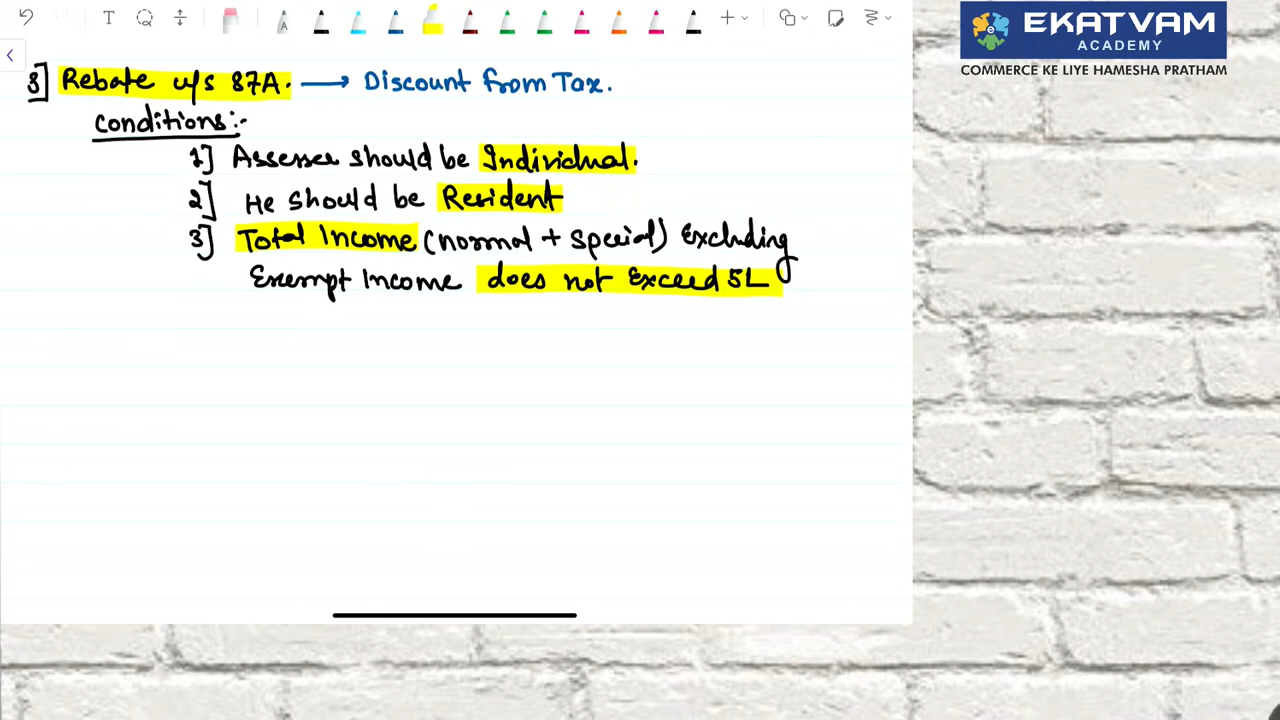 EKATVAM
ACADEMY
COMMERCE KE LIYE HAMESHA PRATHAM
8] Rebate u/s 87A. → Discount from Tax.
Conditions:-
1] Assessee should be Individual.
2] He should be Resident
3] Total Income (normal + special) Excluding
Exempt Income does not Exceed 5L